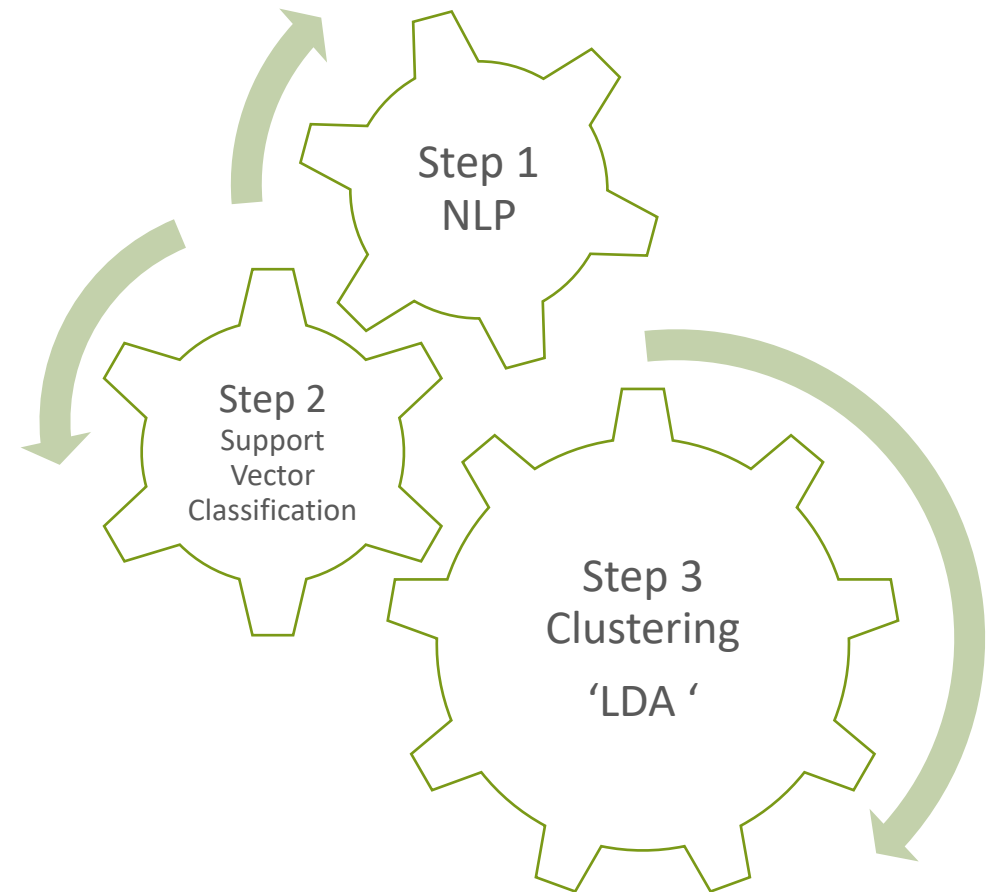 Step 1
NLP
Step 2
Support
Vector
Classification
Step 3
Clustering
‘LDA ‘